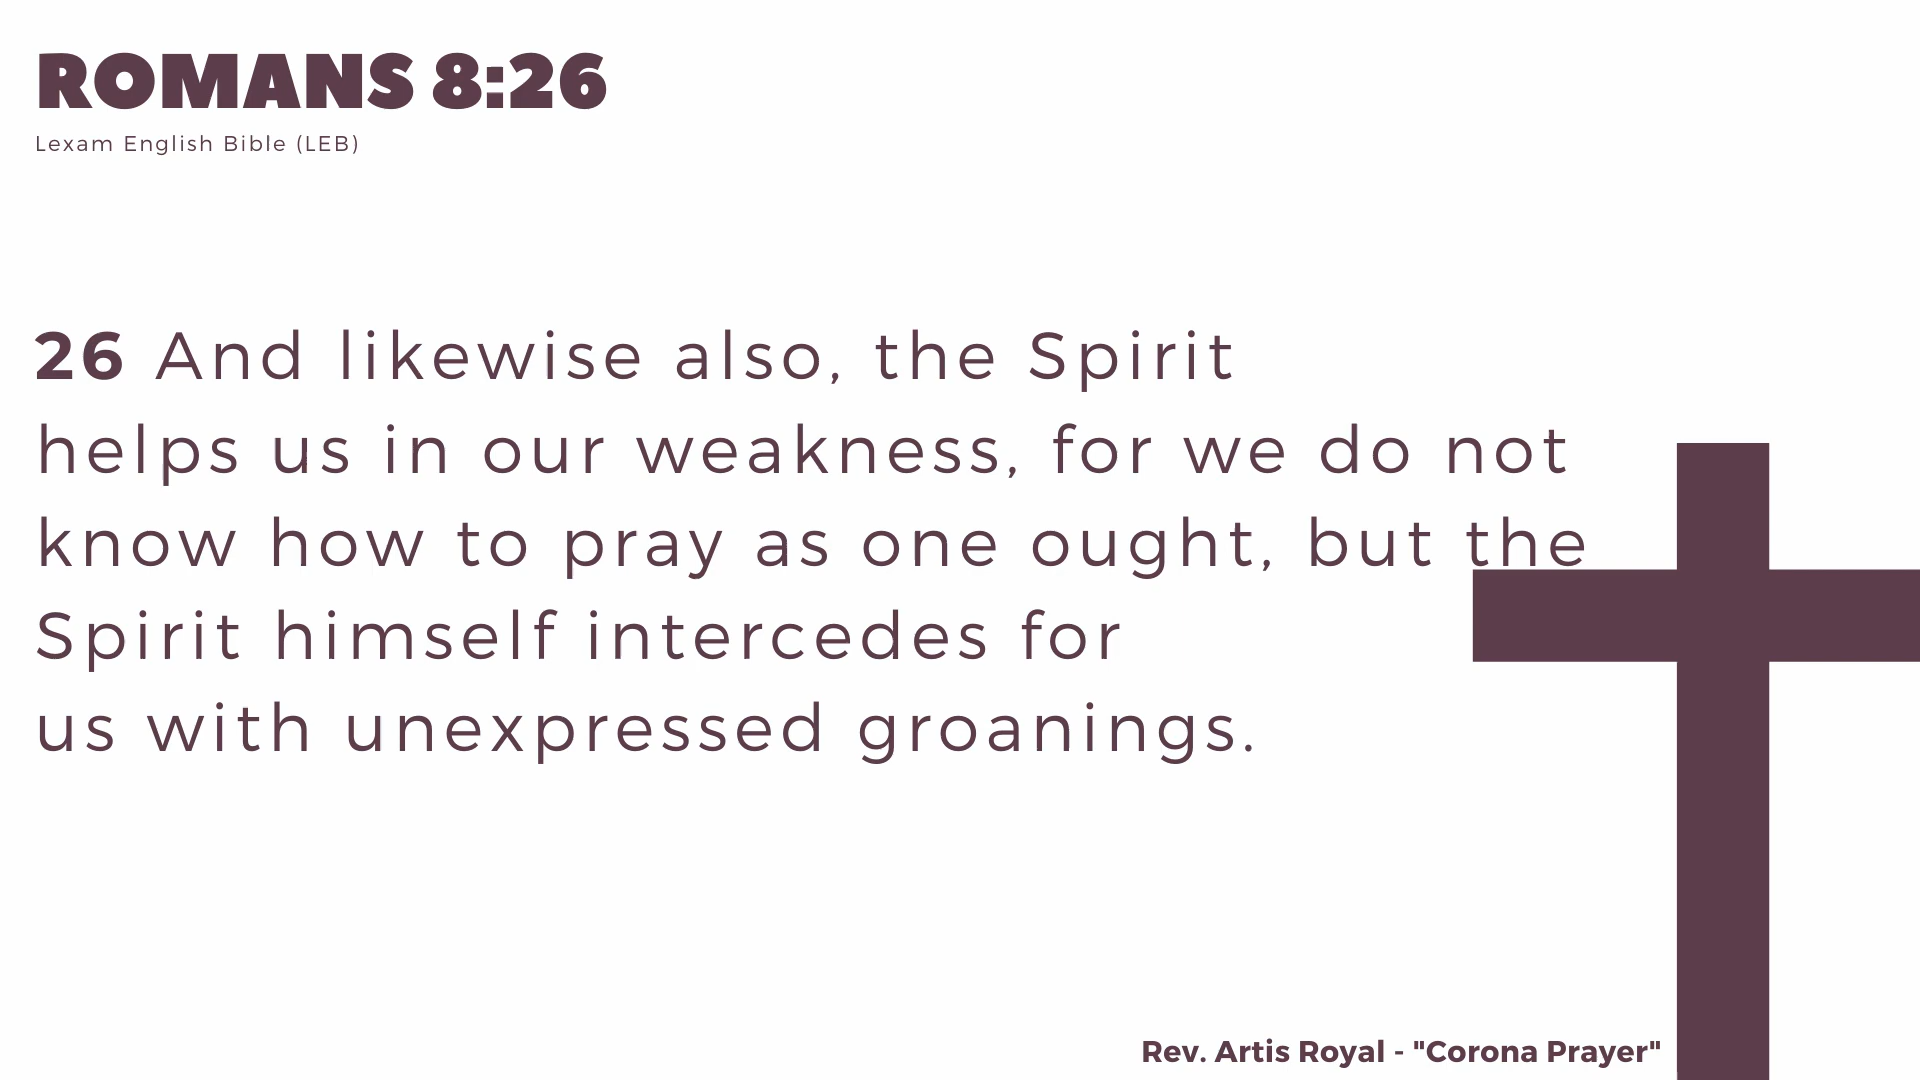 ROMANS 8:26
Lexam English Bible (LEB)
26 And likewise also, the Spirit
helps us in our weakness, for we do not
know how to pray as one ought, but the
Spirit himself intercedes for
us with unexpressed groanings.
Rev. Artis Royal - "Corona Prayer"